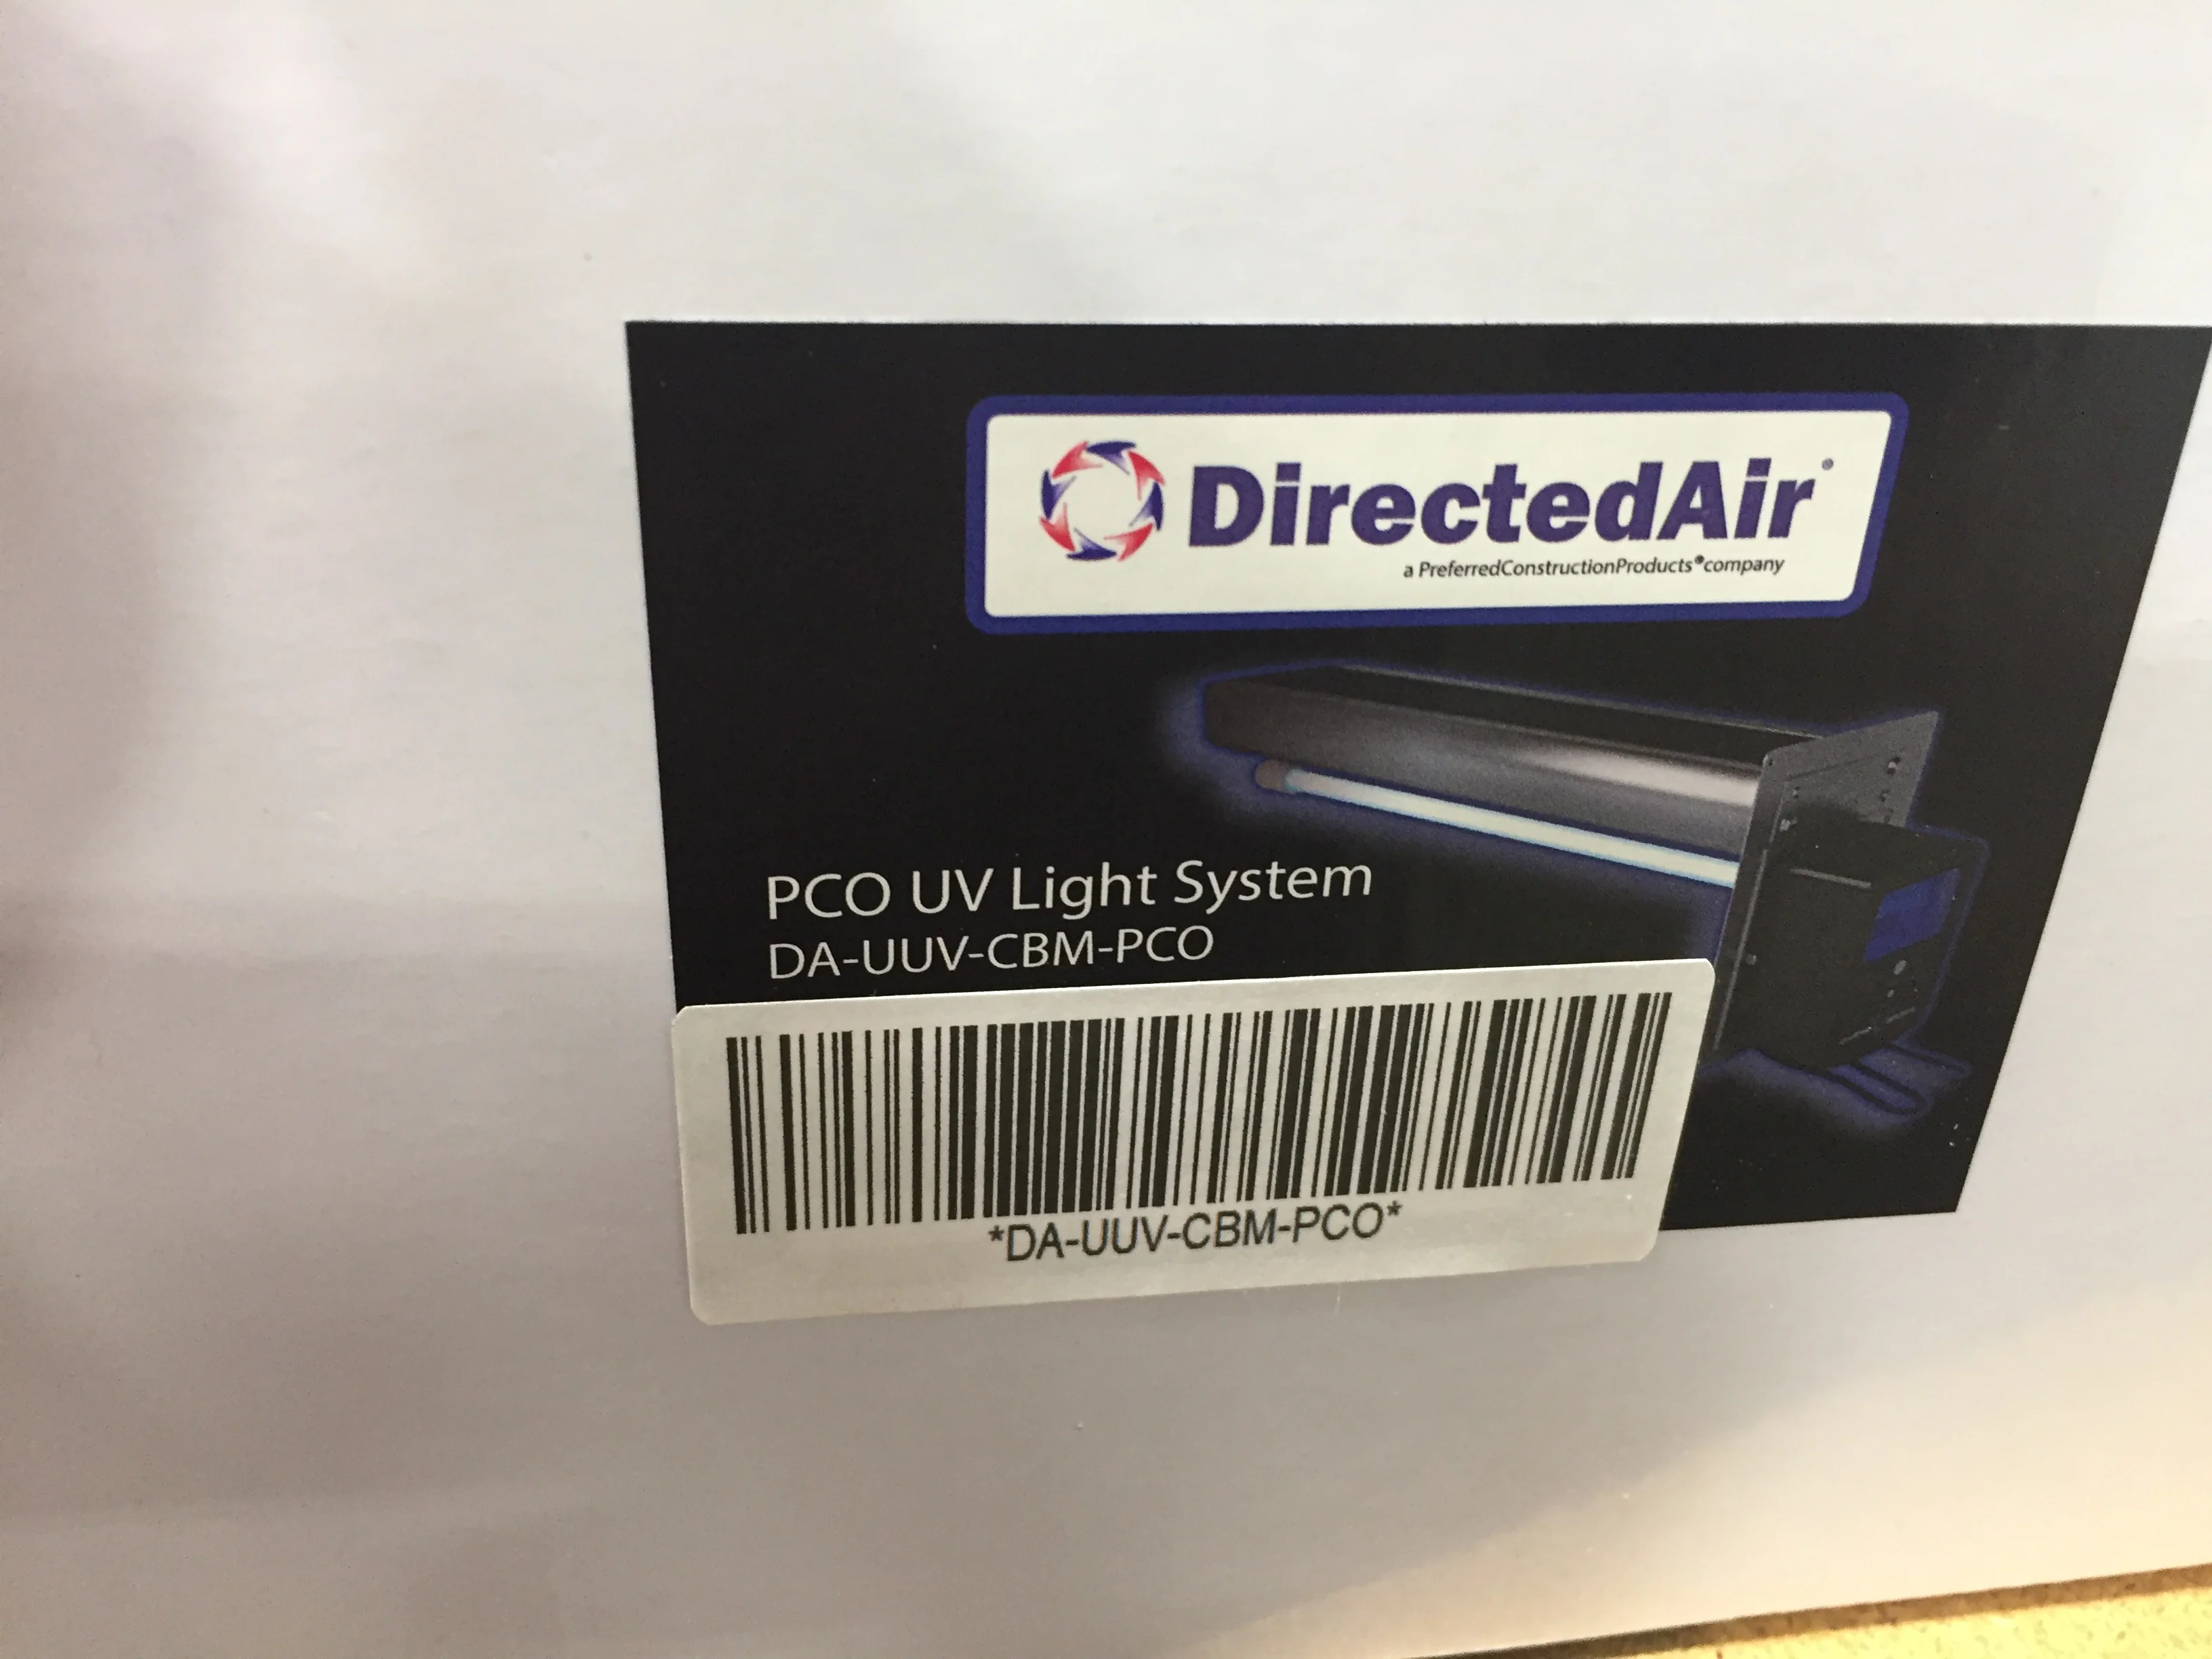 DirectedAir®
a PreferredConstructionProducts®company
PCO UV Light System
DA-UUV-CBM-PCO
*DA-UUV-CBM-PCO*